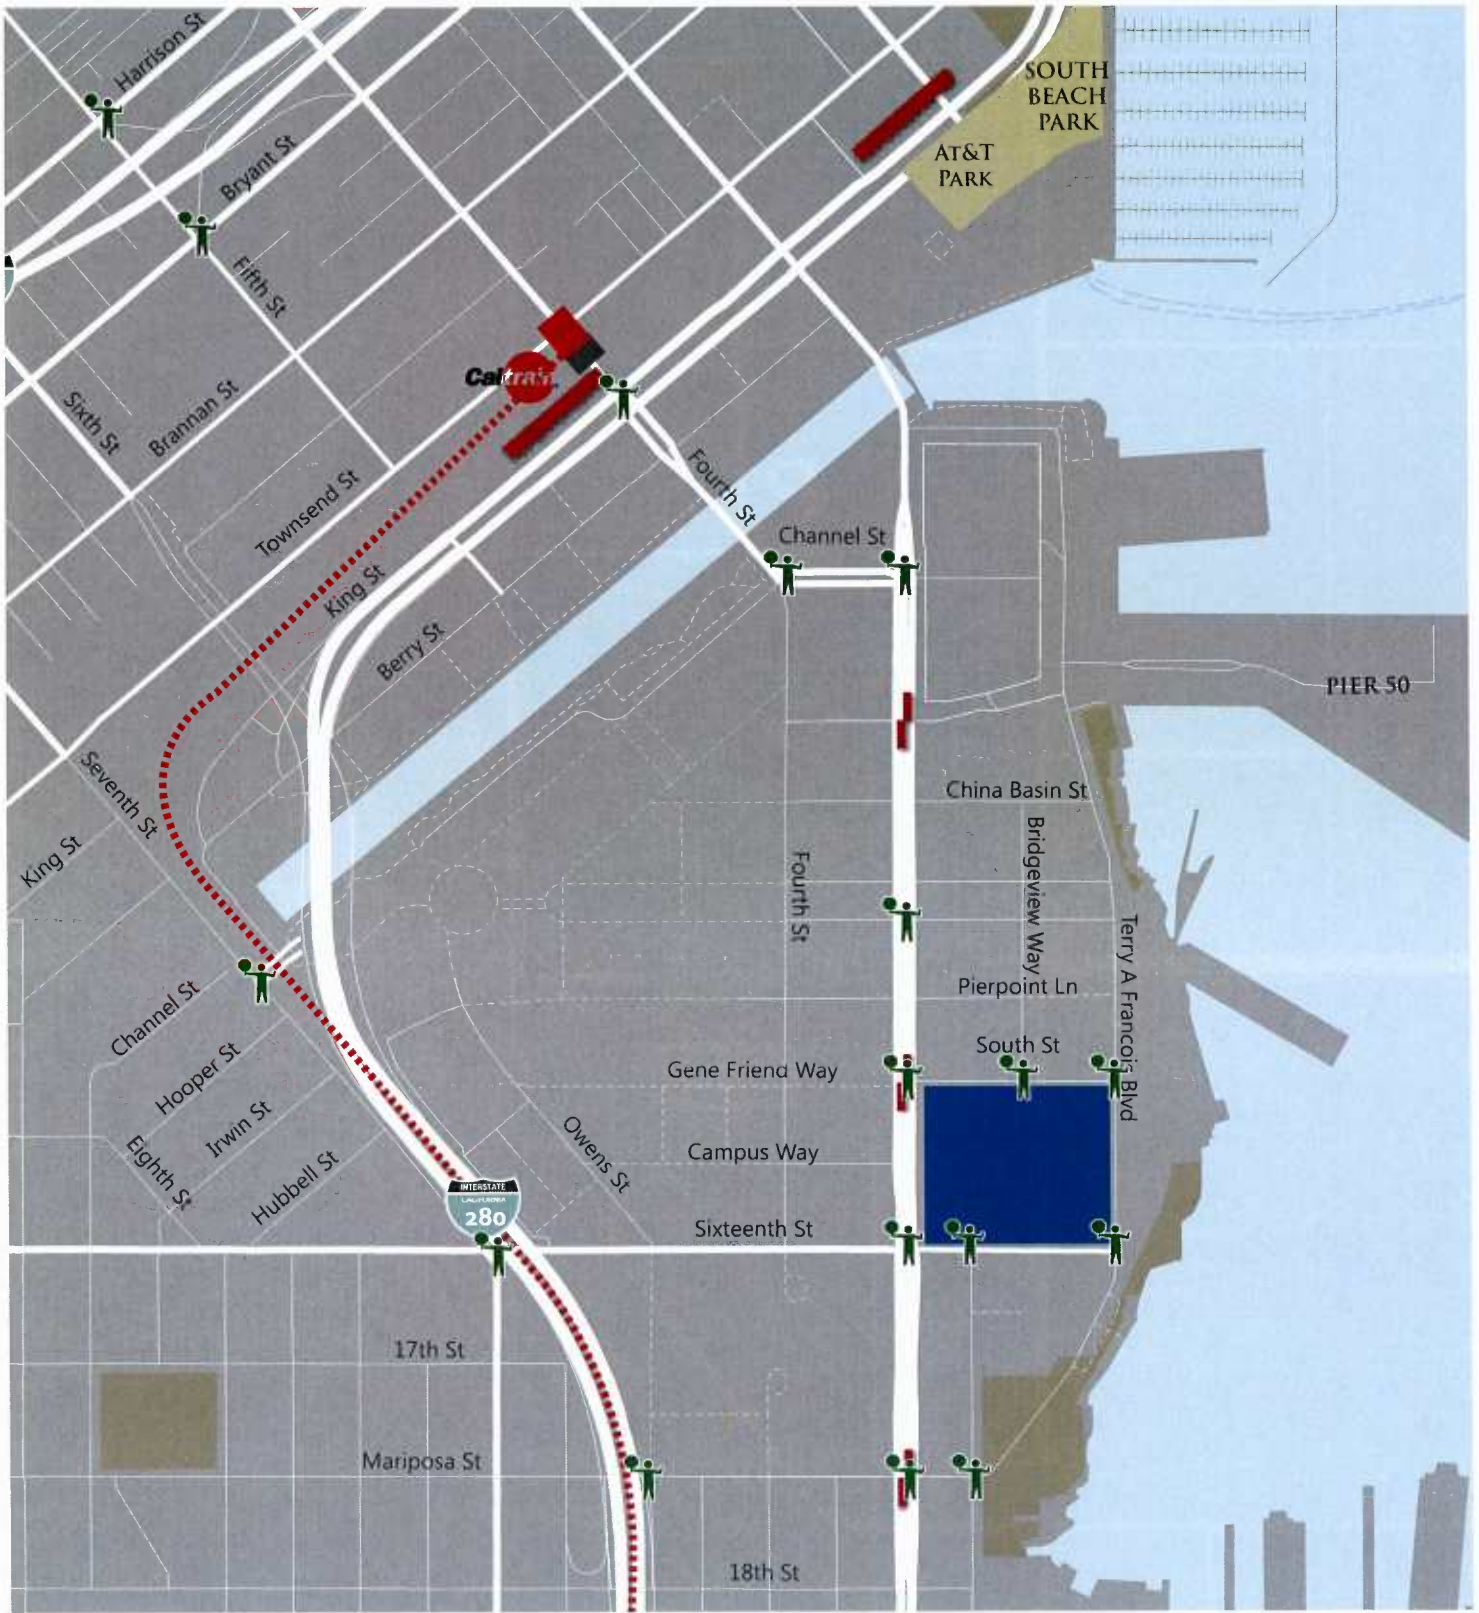 Harrison St
SOUTH
BEACH
PARK
AT&T
PARK
Bryant St
Fifth St
Caltrain
Sixth St
Brannan St
Fourth St
Townsend St
Channel St
King St
Berry St
PIER 50
Seventh St
China Basin St
King St
Bridgeview Way
Fourth St
Terry A Francois Blvd
Pierpoint Ln
Channel St
South St
Hooper St
Gene Friend Way
Irwin St
Owens St
Campus Way
Eighth St
Hubbell St
INTERSTATE
CALIFORNIA
280
Sixteenth St
17th St
Mariposa St
18th St